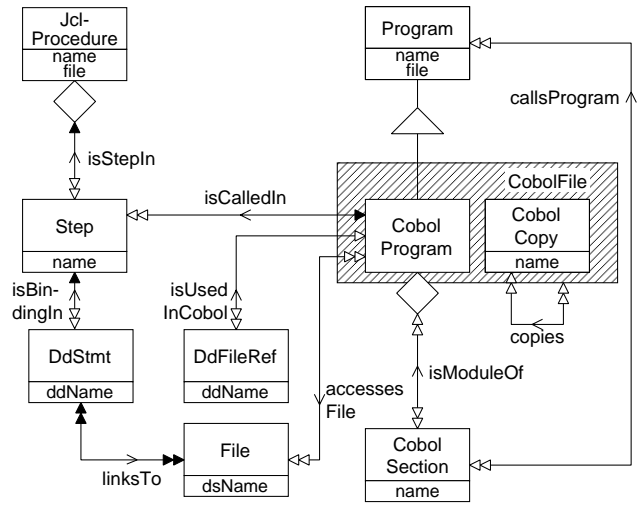 Jcl-
Procedure
name
file
Program
name
file
callsProgram
isStepIn
CobolFile
isCalledIn
Step
name
Cobol
Program
Cobol
Copy
name
isBin-
dingIn
isUsed
InCobol
copies
DdStmt
ddName
DdFileRef
ddName
isModuleOf
accesses
File
File
dsName
linksTo
Cobol
Section
name